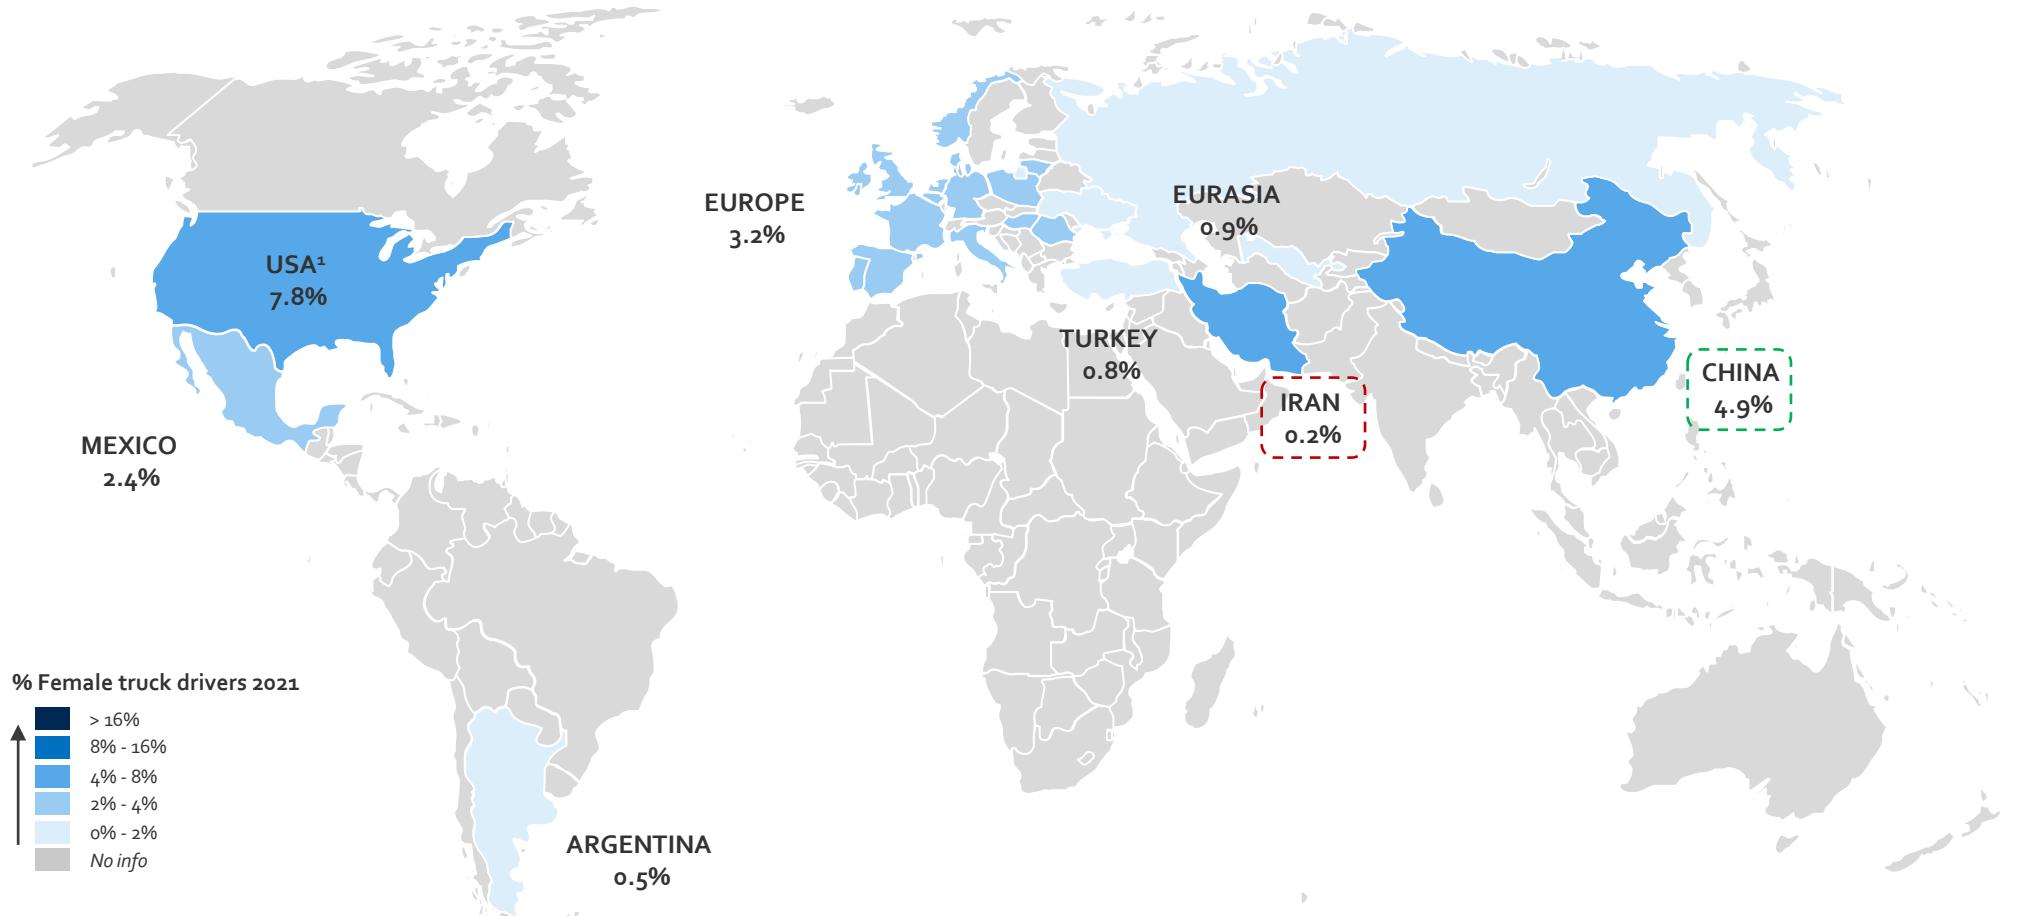 EUROPE
3.2%
EURASIA
0.9%
USA¹
7.8%
TURKEY
0.8%
CHINA
4.9%
IRAN
0.2%
MEXICO
2.4%
% Female truck drivers 2021
> 16%
8% - 16%
4% - 8%
2% - 4%
0% - 2%
No info
ARGENTINA
0.5%